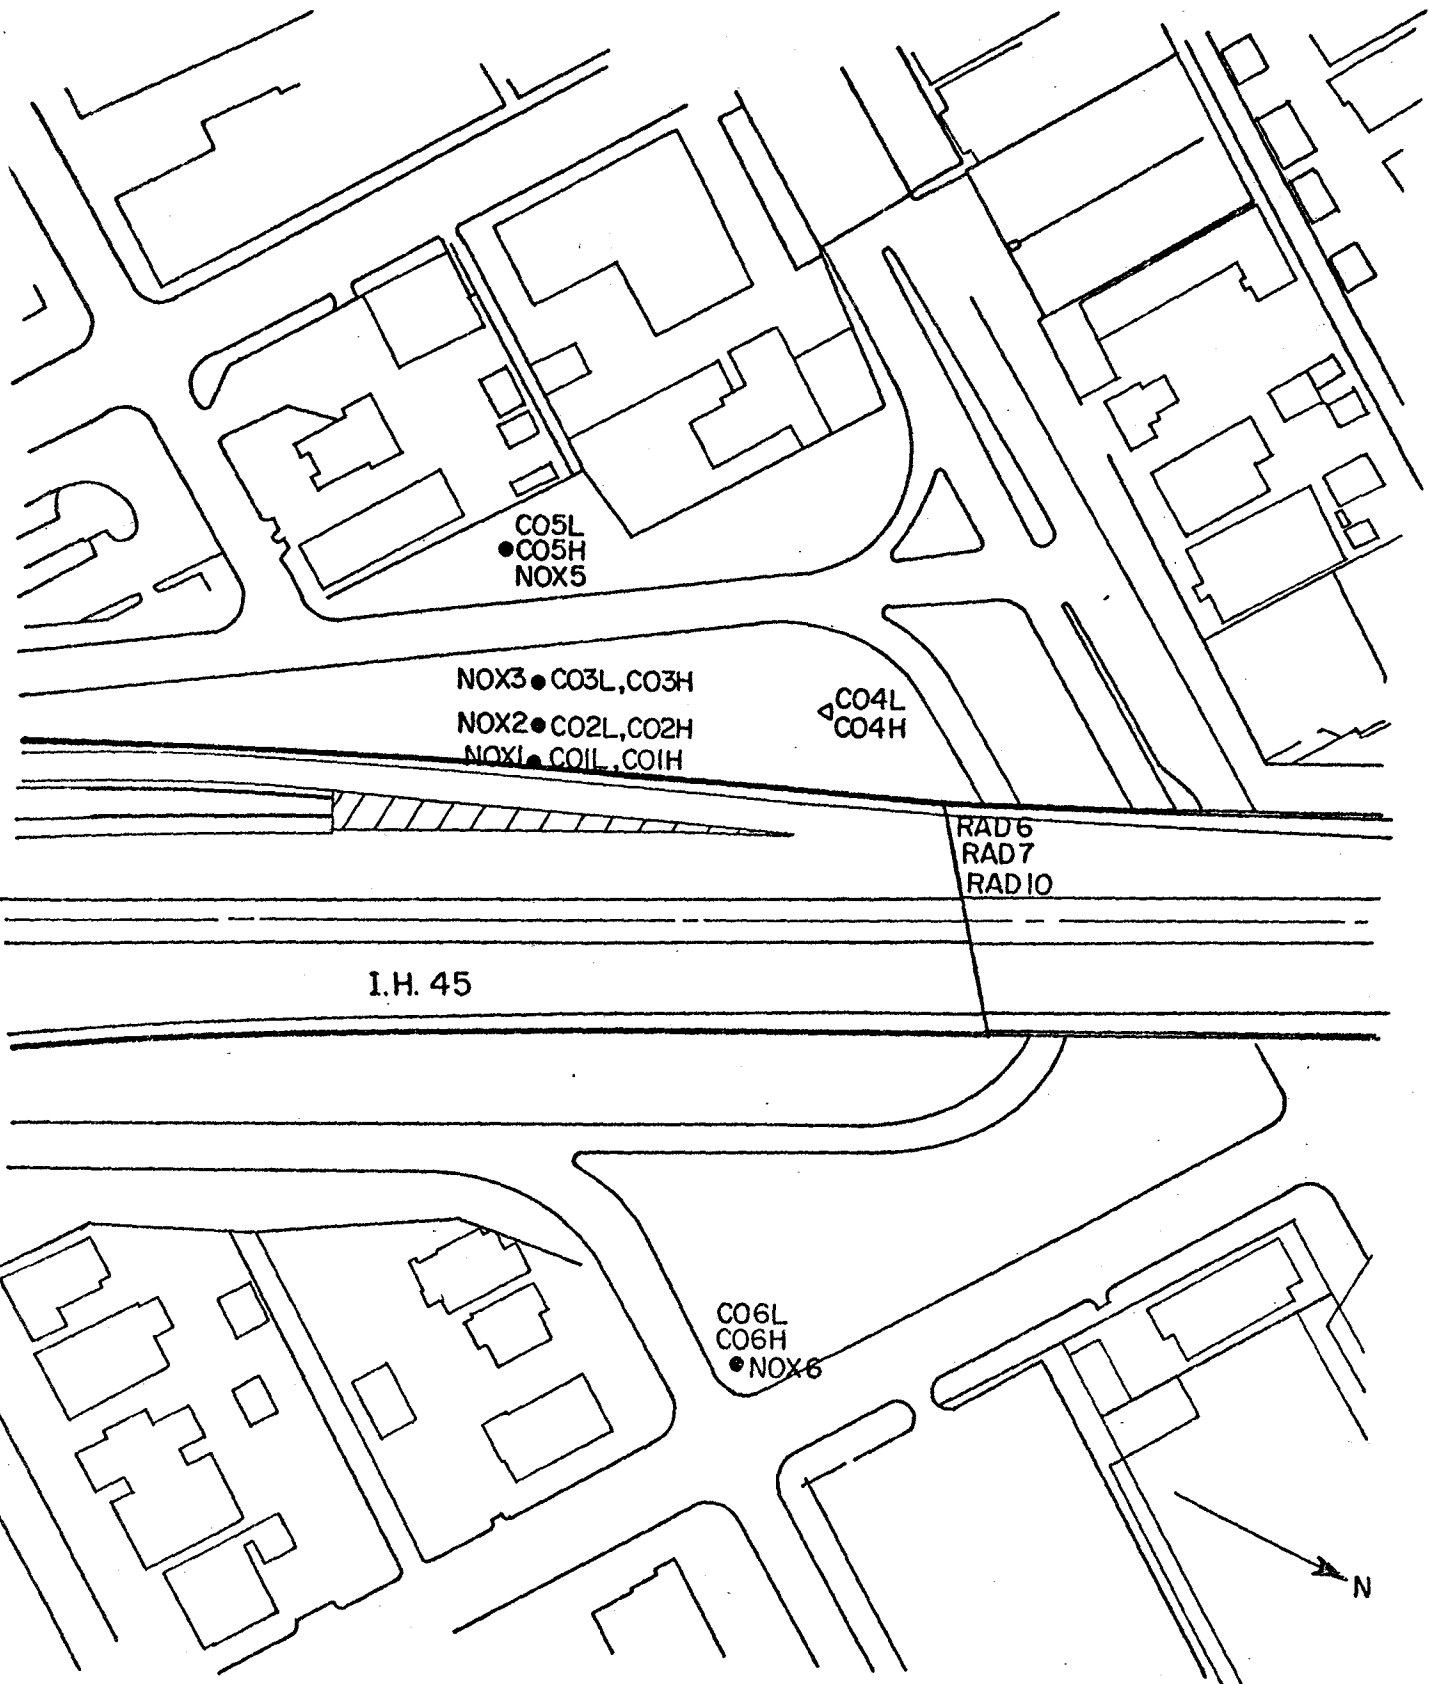 CO5L
CO5H
NOX5
NOX3 CO3L,CO3H
CO4L
NOX2 CO2L,CO2H
CO4H
NOX1 CO1L,CO1H
RAD6
RAD7
RAD10
I.H. 45
CO6L
CO6H
NOX6
N